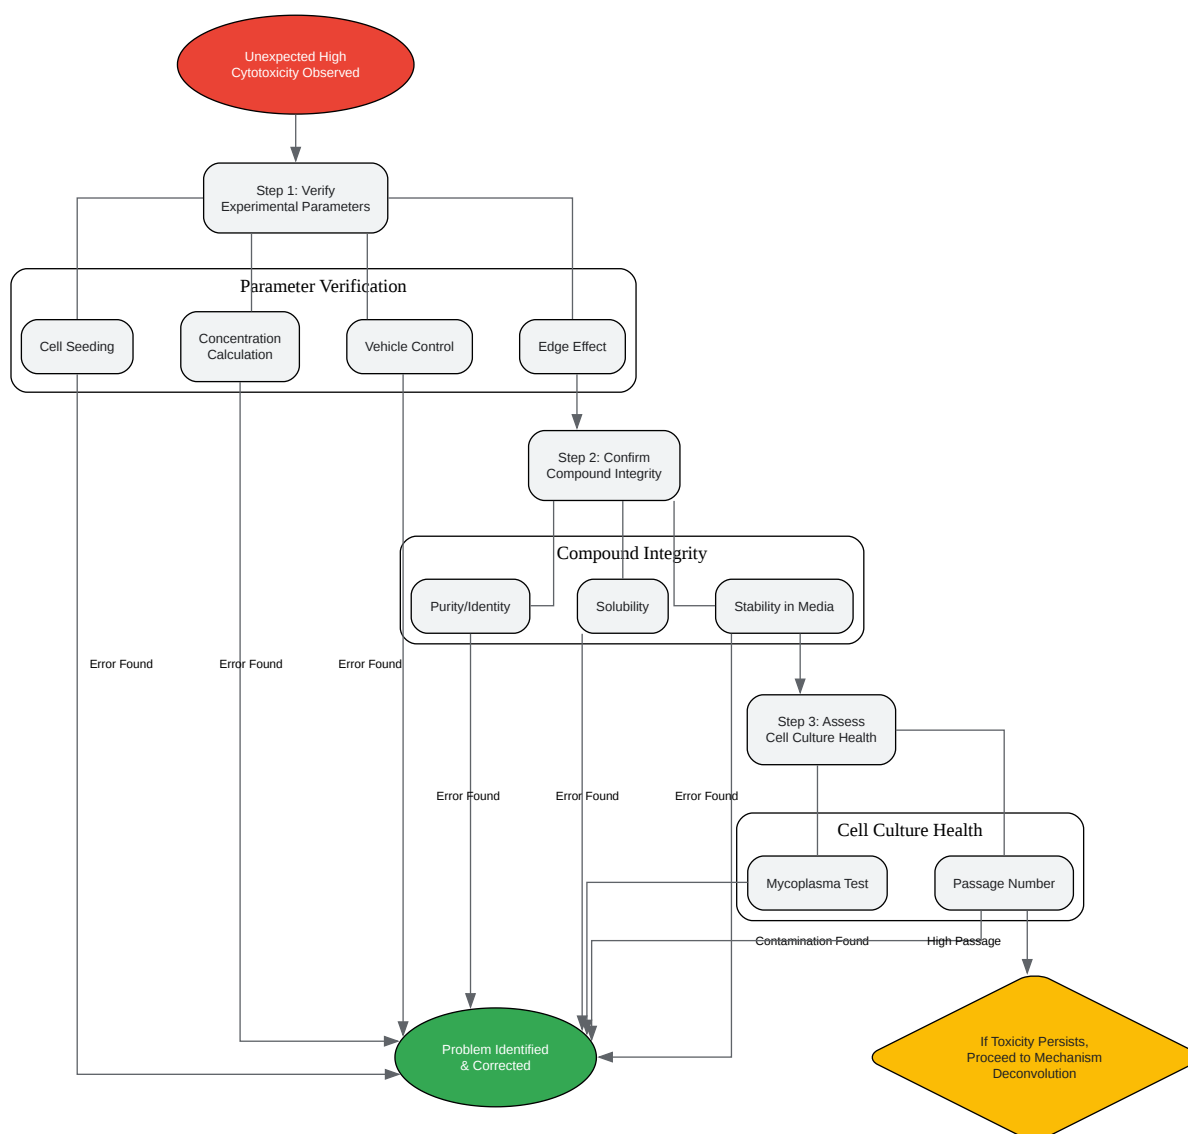 Unexpected High
Cytotoxicity Observed
Step 1: Verify
Experimental Parameters
Parameter Verification
Cell Seeding
Concentration
Calculation
Vehicle Control
Edge Effect
Step 2: Confirm
Compound Integrity
Compound Integrity
Purity/Identity
Solubility
Stability in Media
Error Found
Error Found
Error Found
Step 3: Assess
Cell Culture Health
Error Found
Error Found
Error Found
Cell Culture Health
Mycoplasma Test
Passage Number
Contamination Found
High Passage
Problem Identified
& Corrected
If Toxicity Persists,
Proceed to Mechanism
Deconvolution